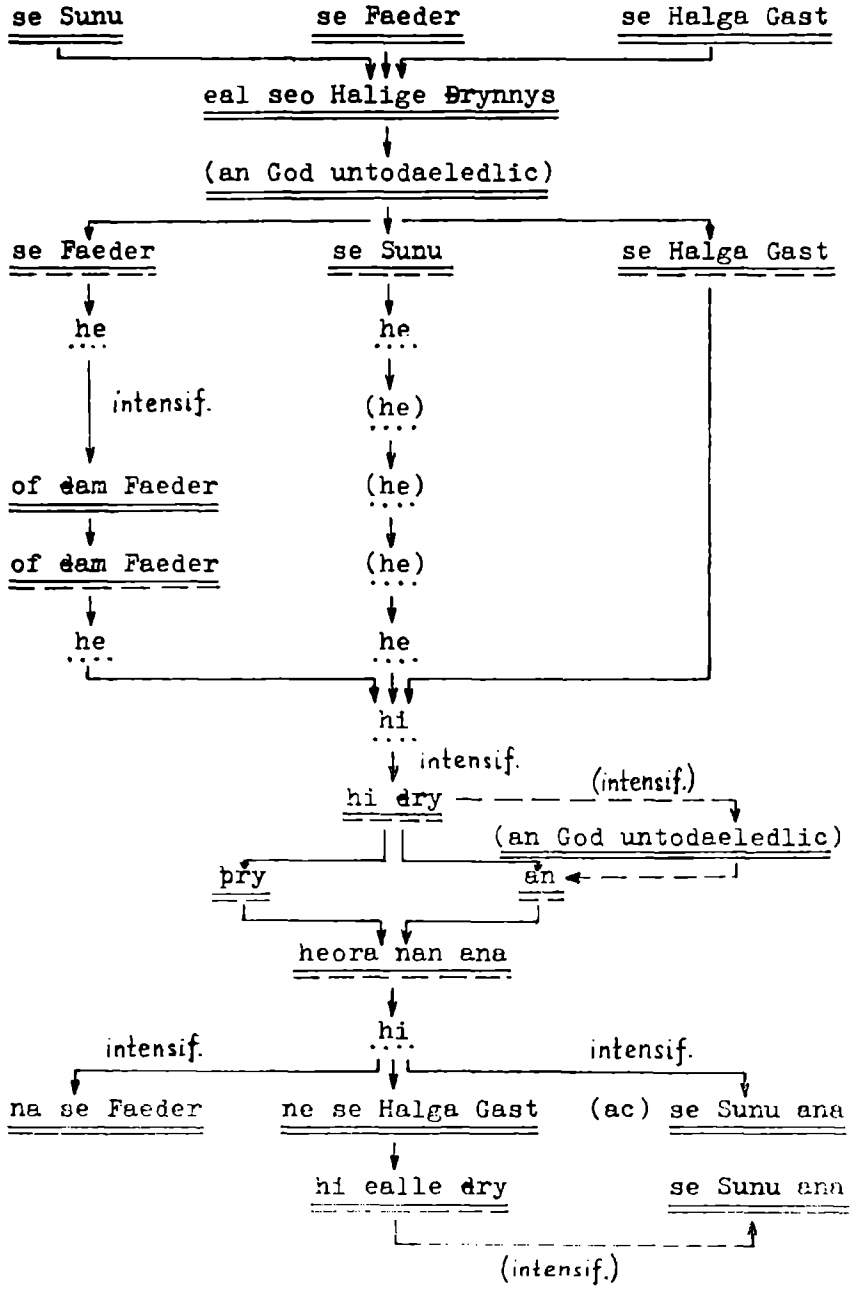 se Sunu se Faeder se Halga Gast
eal seo Halige Ðrynnys
(an God untodaeledlic)
se Faeder se Sunu se Halga Gast
he he
intensif. (he)
of đam Faeder (he)
of đam Faeder (he)
he he
hi
intensif.
hi đry (intensif.)
(an God untodaeledlic)
þry an
heora nan ana
hi
intensif. intensif.
na se Faeder ne se Halga Gast (ac) se Sunu ana
hi ealle đry se Sunu ana
(intensif.)